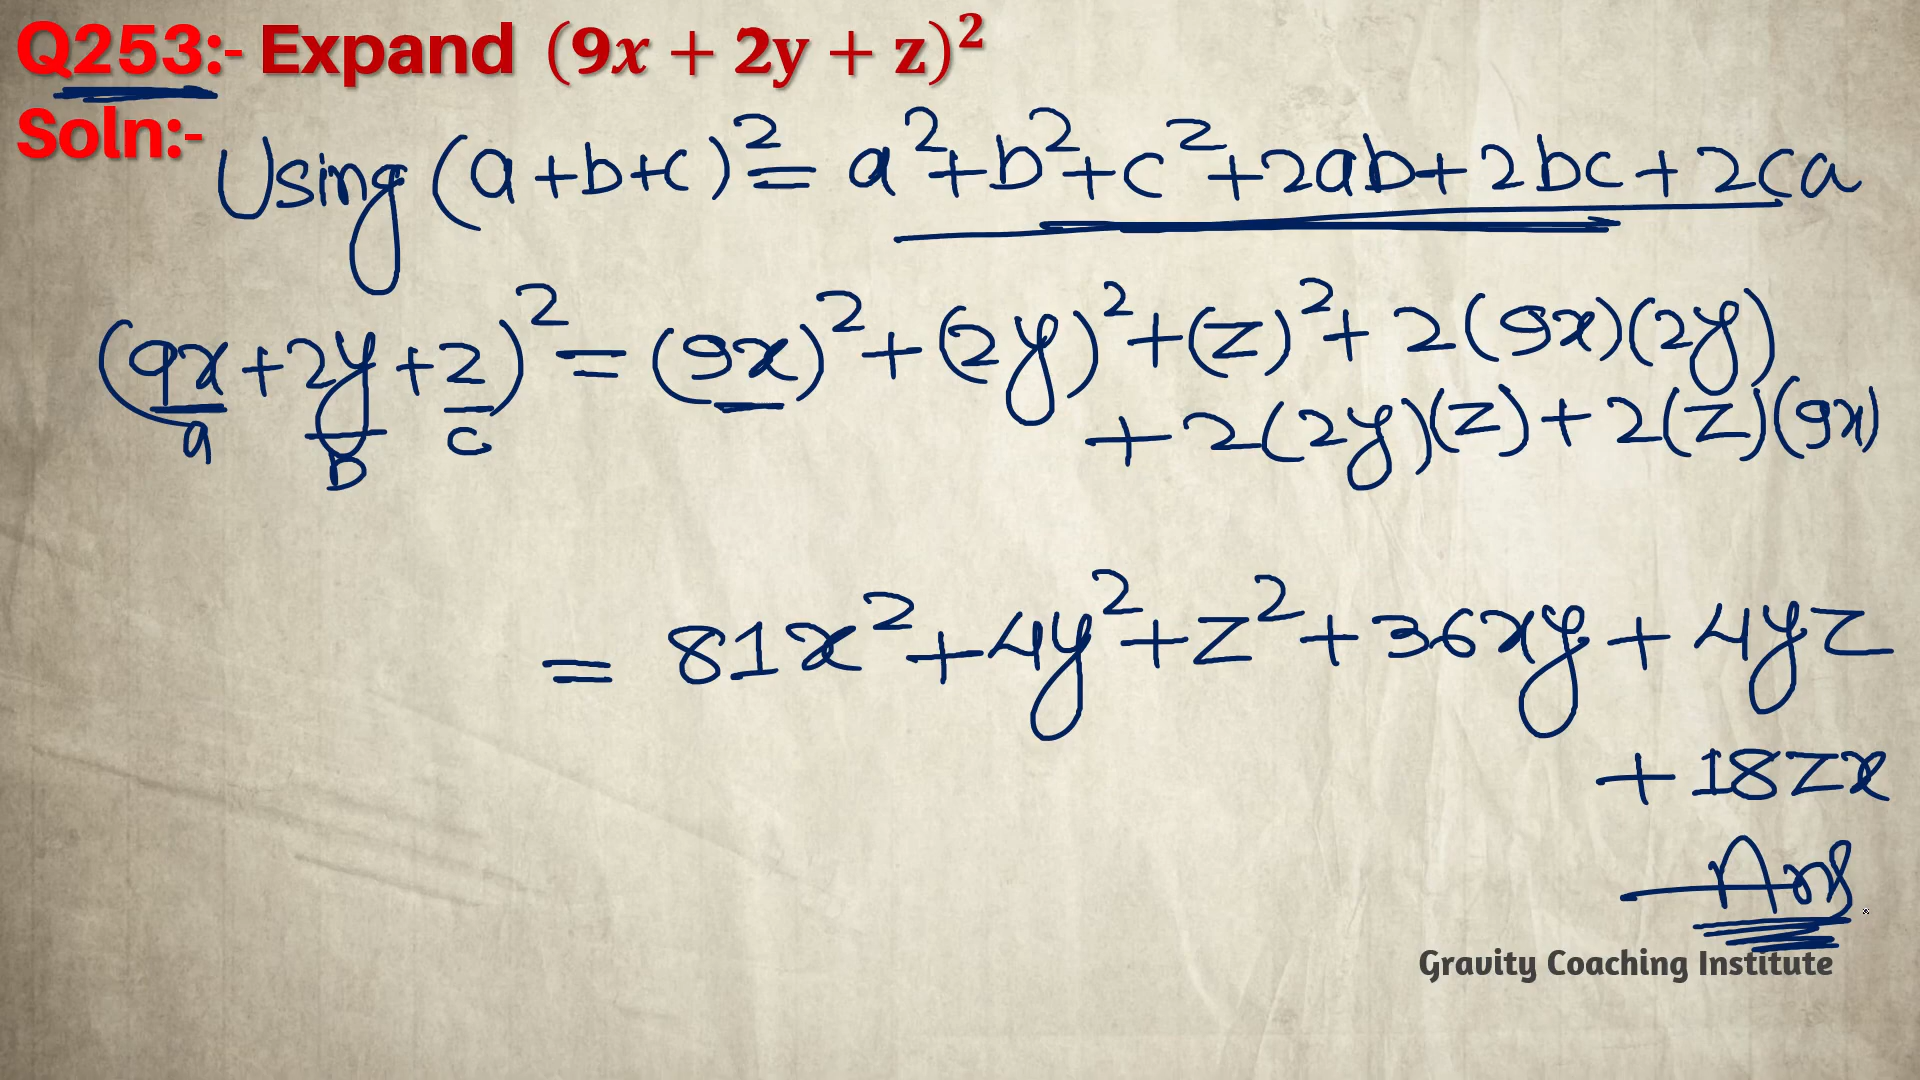 Q253:- Expand (9x + 2y + z)²
Soln:-
Using (a+b+c)² = a²+b²+c²+2ab+2bc+2ca
(9x+2y+z)² = (9x)²+(2y)²+(z)²+2(9x)(2y)
+2(2y)(z)+2(z)(9x)
a b c
= 81x²+4y²+z²+36xy+4yz
+18zx
Ans
Gravity Coaching Institute